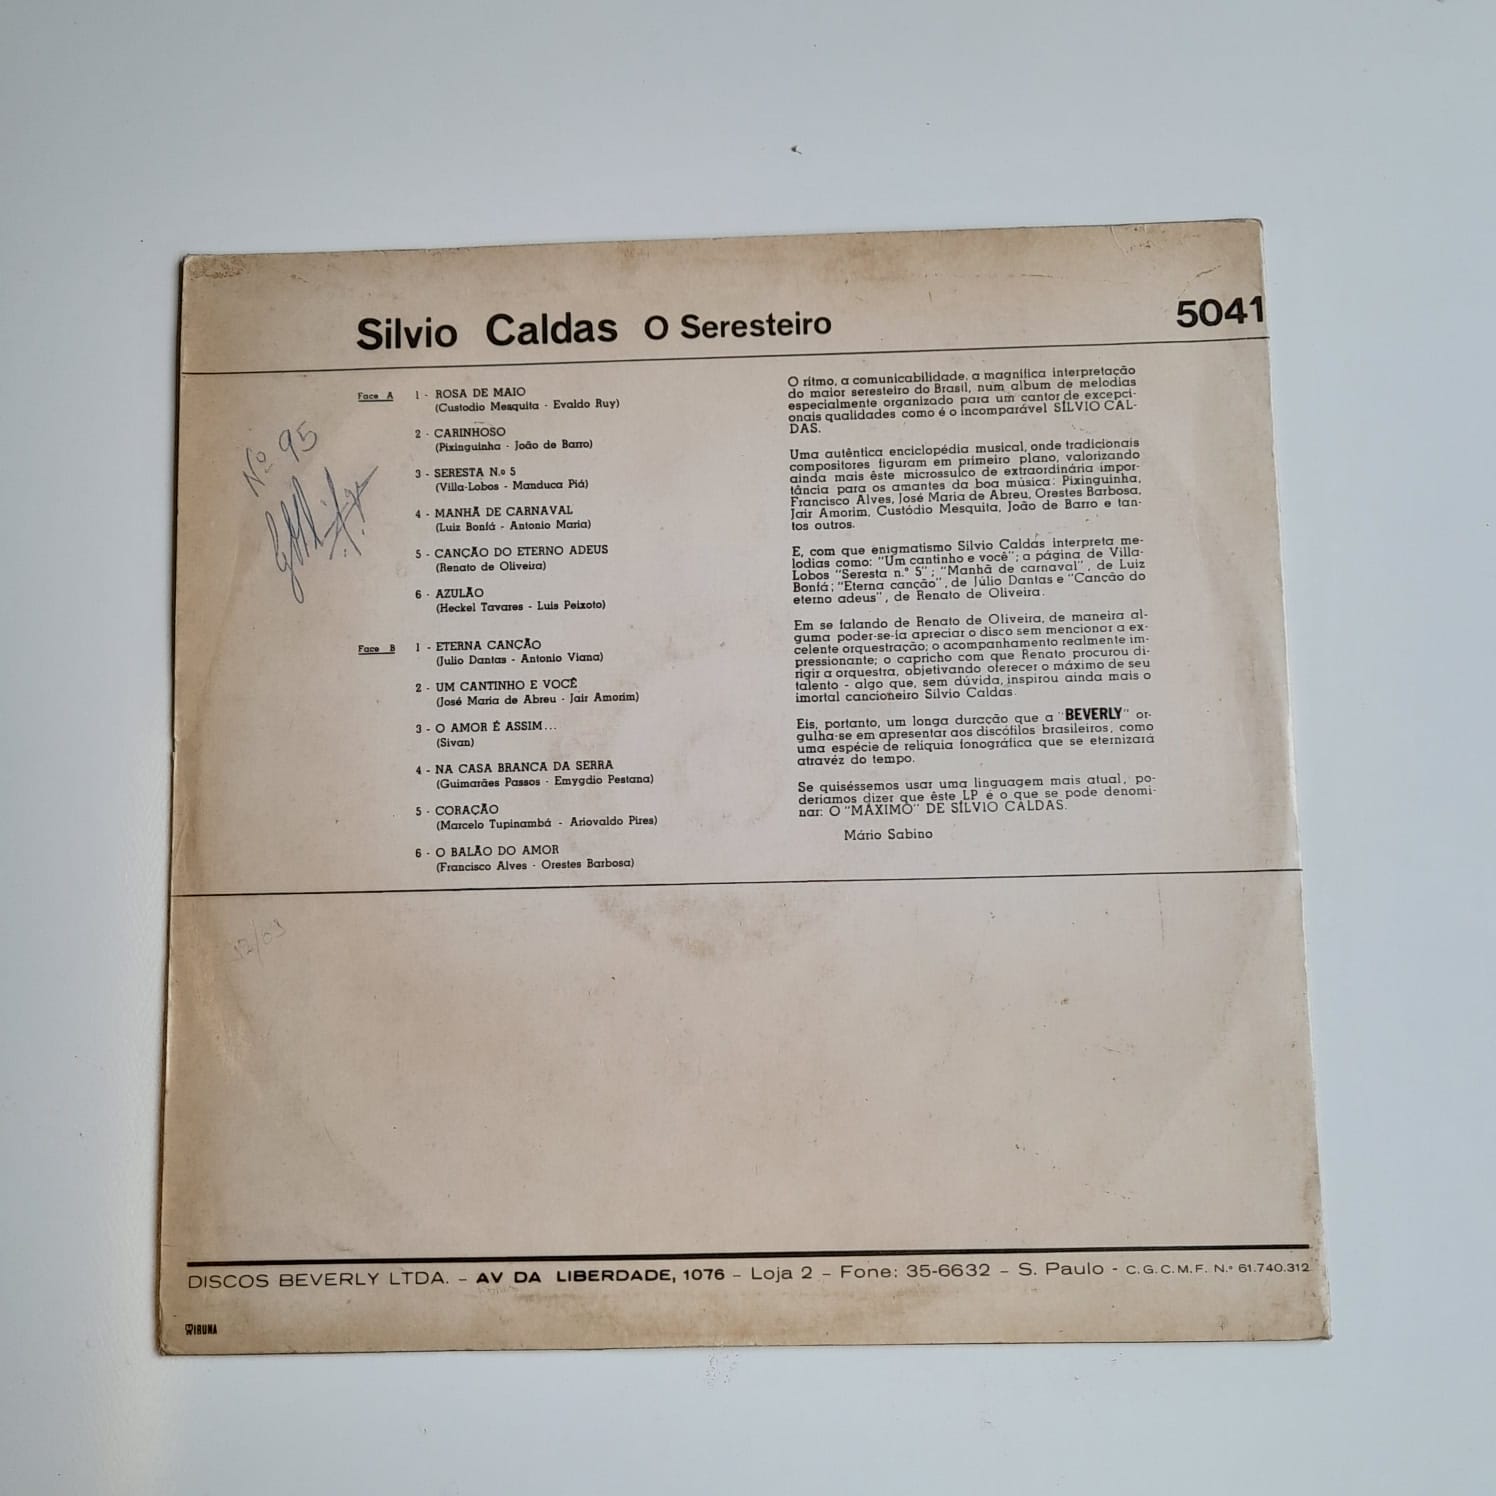 Silvio Caldas O Seresteiro
5041
Face A
1 - ROSA DE MAIO
(Custodio Mesquita - Evaldo Ruy)
2 - CARINHOSO
(Pixinguinha - João de Barro)
3 - SERESTA N.o 5
(Villa-Lobos - Manduca Piá)
4 - MANHÃ DE CARNAVAL
(Luiz Bonfá - Antonio Maria)
5 - CANÇÃO DO ETERNO ADEUS
(Renato de Oliveira)
6 - AZULÃO
(Heckel Tavares - Luis Peixoto)
Face B
1 - ETERNA CANÇÃO
(Julio Dantas - Antonio Viana)
2 - UM CANTINHO E VOCÊ
(José Maria de Abreu - Jair Amorim)
3 - O AMOR É ASSIM...
(Sivan)
4 - NA CASA BRANCA DA SERRA
(Guimarães Passos - Emygdio Pestana)
5 - CORAÇÃO
(Marcelo Tupinambá - Ariovaldo Pires)
6 - O BALÃO DO AMOR
(Francisco Alves - Orestes Barbosa)
O rítmo, a comunicabilidade, a magnífica interpretação
do maior seresteiro do Brasil, num album de melodias
especialmente organizado para um cantor de excepci-
onais qualidades como é o incomparável SÍLVIO CAL-
DAS.
Uma autêntica enciclopédia musical, onde tradicionais
compositores figuram em primeiro plano, valorizando
ainda mais êste microssulco de extraordinária impor-
tância para os amantes da boa música: Pixinguinha,
Francisco Alves, José Maria de Abreu, Orestes Barbosa,
Jair Amorim, Custódio Mesquita, João de Barro e tan-
tos outros.
E, com que enigmatismo Silvio Caldas interpreta me-
lodias como: "Um cantinho e você"; a página de Villa-
Lobos "Seresta n.º 5"; "Manhã de carnaval", de Luiz
Bonfá; "Eterna canção", de Júlio Dantas e "Canção do
eterno adeus", de Renato de Oliveira.
Em se falando de Renato de Oliveira, de maneira al-
guma poder-se-ia apreciar o disco sem mencionar a ex-
celente orquestração; o acompanhamento realmente im-
pressionante; o capricho com que Renato procurou di-
rigir a orquestra, objetivando oferecer o máximo de seu
talento - algo que, sem dúvida, inspirou ainda mais o
imortal cancioneiro Silvio Caldas.
Eis, portanto, um longa duração que a "BEVERLY" or-
gulha-se em apresentar aos discófilos brasileiros, como
uma espécie de reliquia fonográfica que se eternizará
atravéz do tempo.
Se quiséssemos usar uma linguagem mais atual, po-
deríamos dizer que êste LP é o que se pode denomi-
nar: O "MÁXIMO" DE SÍLVIO CALDAS.
Mário Sabino
Nº 95
12/03
DISCOS BEVERLY LTDA. - AV DA LIBERDADE, 1076 - Loja 2 - Fone: 35-6632 - S. Paulo - C.G.C.M.F. N.º 61.740.312